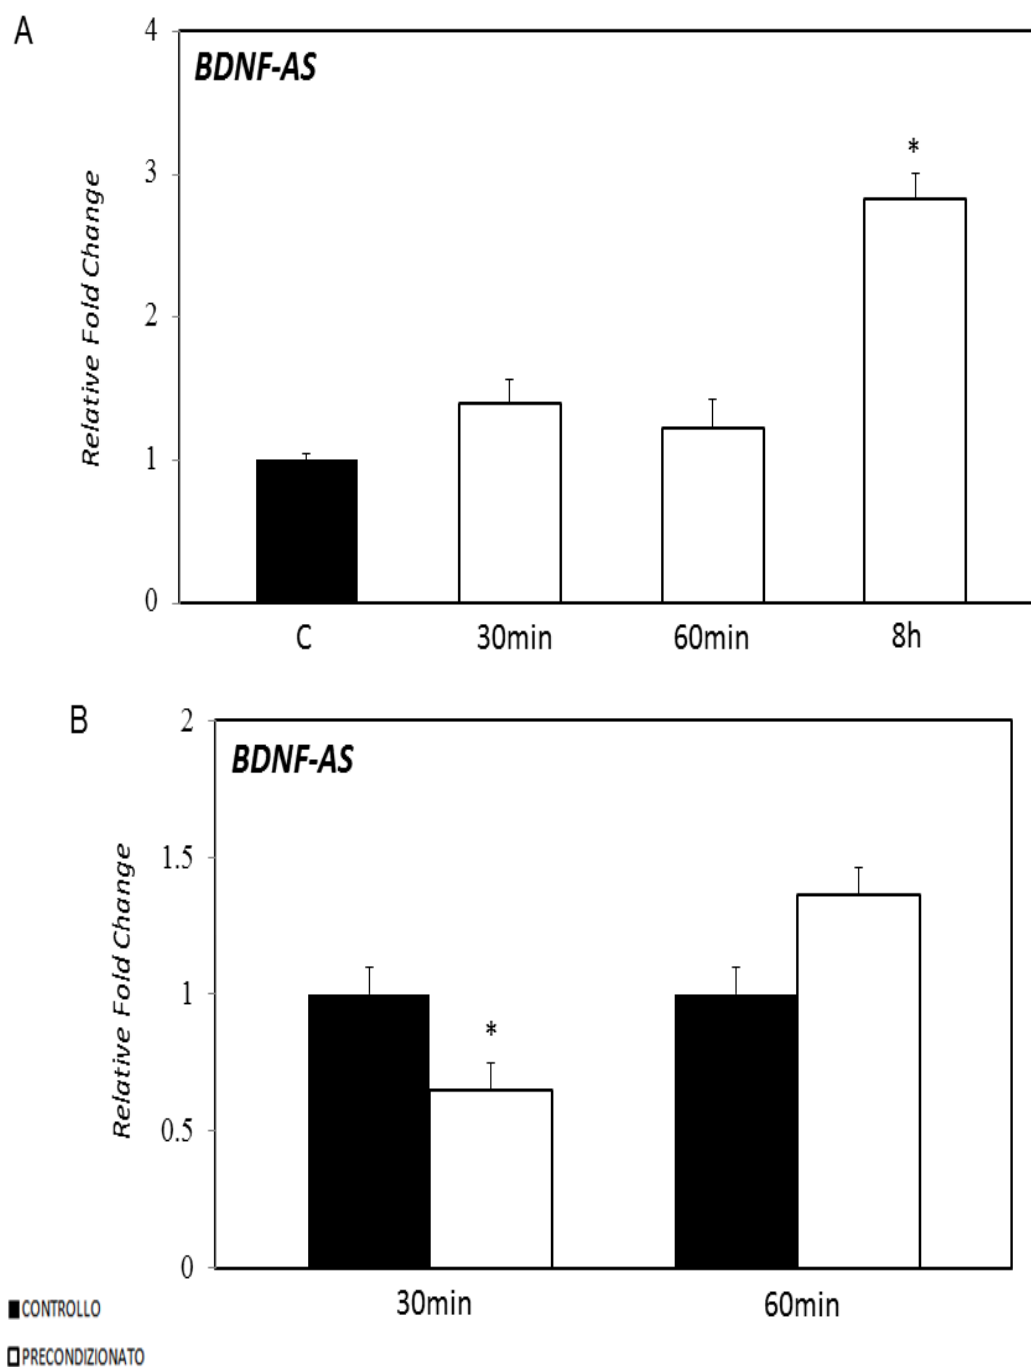 A
BDNF-AS
Relative Fold Change
4
3
2
1
0
*
C
30min
60min
8h
B
BDNF-AS
Relative Fold Change
2
1.5
1
0.5
0
*
30min
60min
CONTROLLO
PRECONDIZIONATO